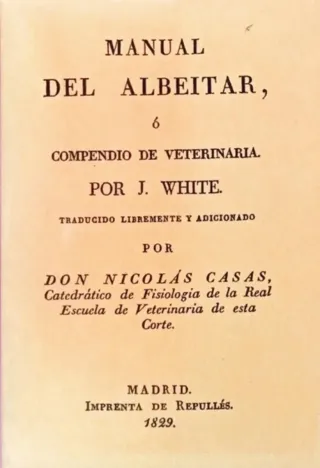 MANUAL
DEL ALBEITAR,
ó
COMPENDIO DE VETERINARIA.
POR J. WHITE.
TRADUCIDO LIBREMENTE Y ADICIONADO
POR
DON NICOLÁS CASAS,
Catedrático de Fisiologia de la Real
Escuela de Veterinaria de esta
Corte.
MADRID.
IMPRENTA DE REPULLÉS.
1829.